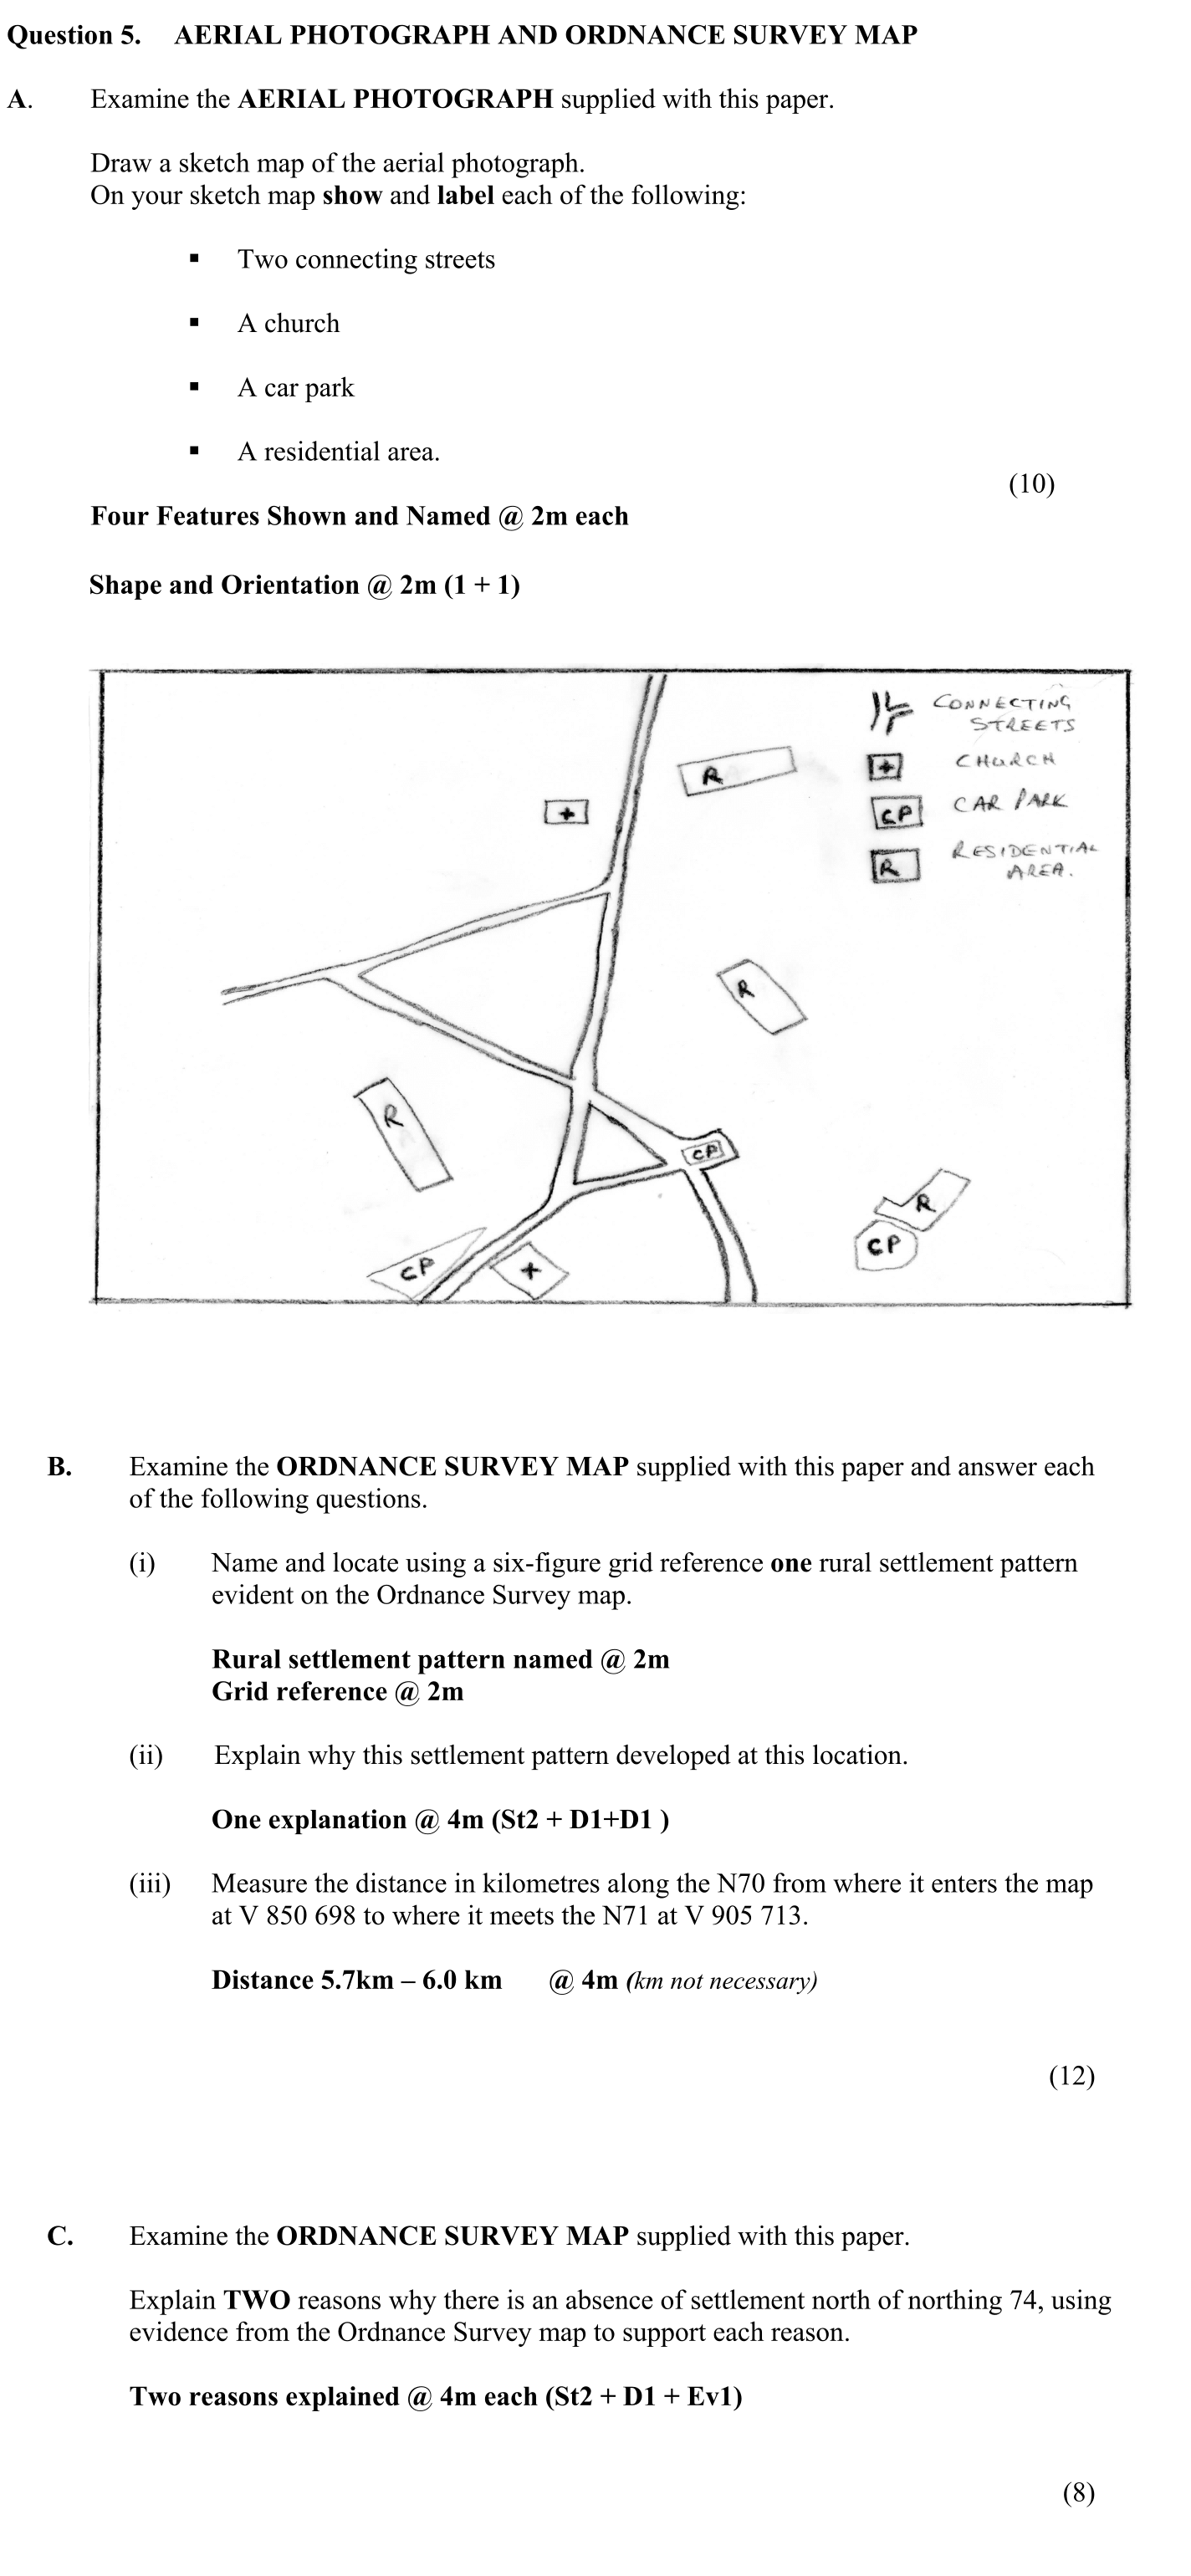 Question 5. AERIAL PHOTOGRAPH AND ORDNANCE SURVEY MAP
A. Examine the AERIAL PHOTOGRAPH supplied with this paper.
Draw a sketch map of the aerial photograph.
On your sketch map show and label each of the following:
▪ Two connecting streets
▪ A church
▪ A car park
▪ A residential area.
(10)
Four Features Shown and Named @ 2m each
Shape and Orientation @ 2m (1 + 1)
CONNECTING
STREETS
CHURCH
CP CAR PARK
R RESIDENTIAL
AREA.
R
R
R
CP
R
CP
CP
B. Examine the ORDNANCE SURVEY MAP supplied with this paper and answer each
of the following questions.
(i) Name and locate using a six-figure grid reference one rural settlement pattern
evident on the Ordnance Survey map.
Rural settlement pattern named @ 2m
Grid reference @ 2m
(ii) Explain why this settlement pattern developed at this location.
One explanation @ 4m (St2 + D1+D1 )
(iii) Measure the distance in kilometres along the N70 from where it enters the map
at V 850 698 to where it meets the N71 at V 905 713.
Distance 5.7km – 6.0 km @ 4m (km not necessary)
(12)
C. Examine the ORDNANCE SURVEY MAP supplied with this paper.
Explain TWO reasons why there is an absence of settlement north of northing 74, using
evidence from the Ordnance Survey map to support each reason.
Two reasons explained @ 4m each (St2 + D1 + Ev1)
(8)